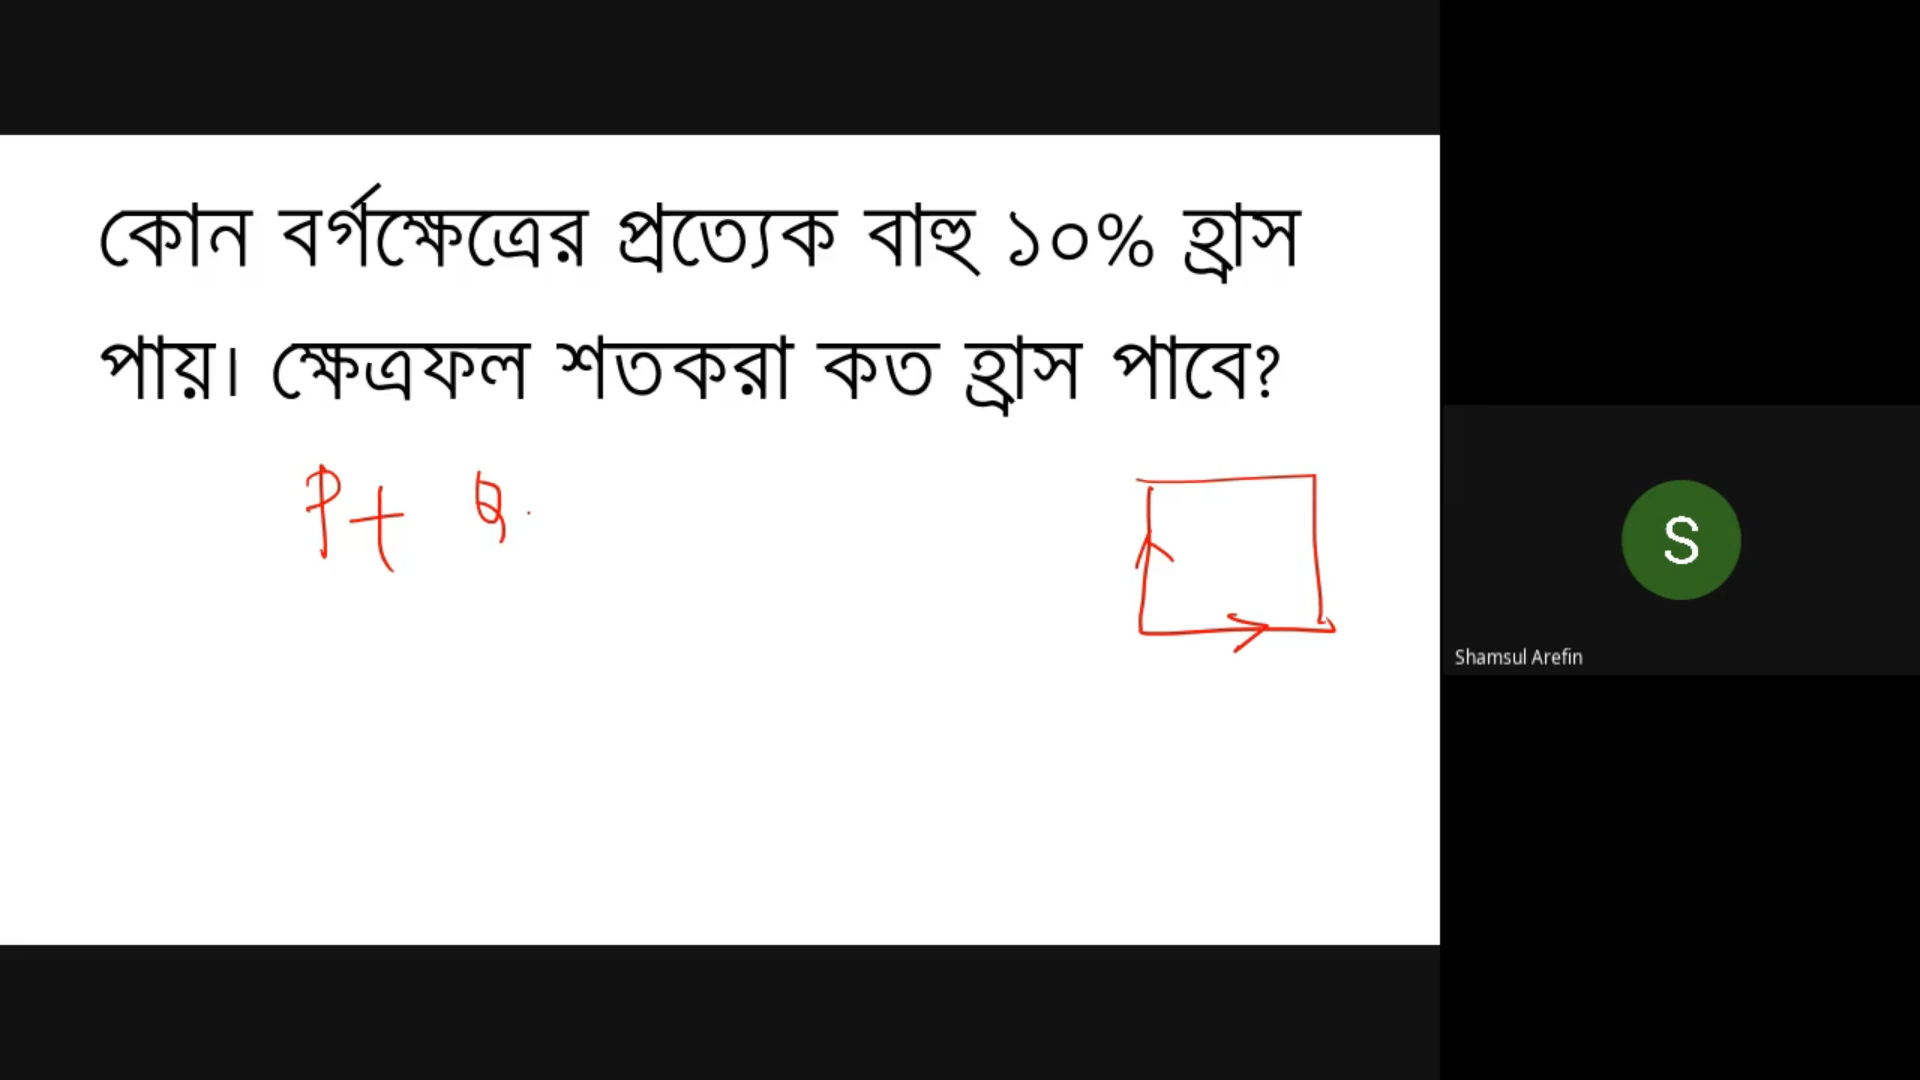 কোন বর্গক্ষেত্রের প্রত্যেক বাহু ১০% হ্রাস
পায়। ক্ষেত্রফল শতকরা কত হ্রাস পাবে?
P + Q
S
Shamsul Arefin